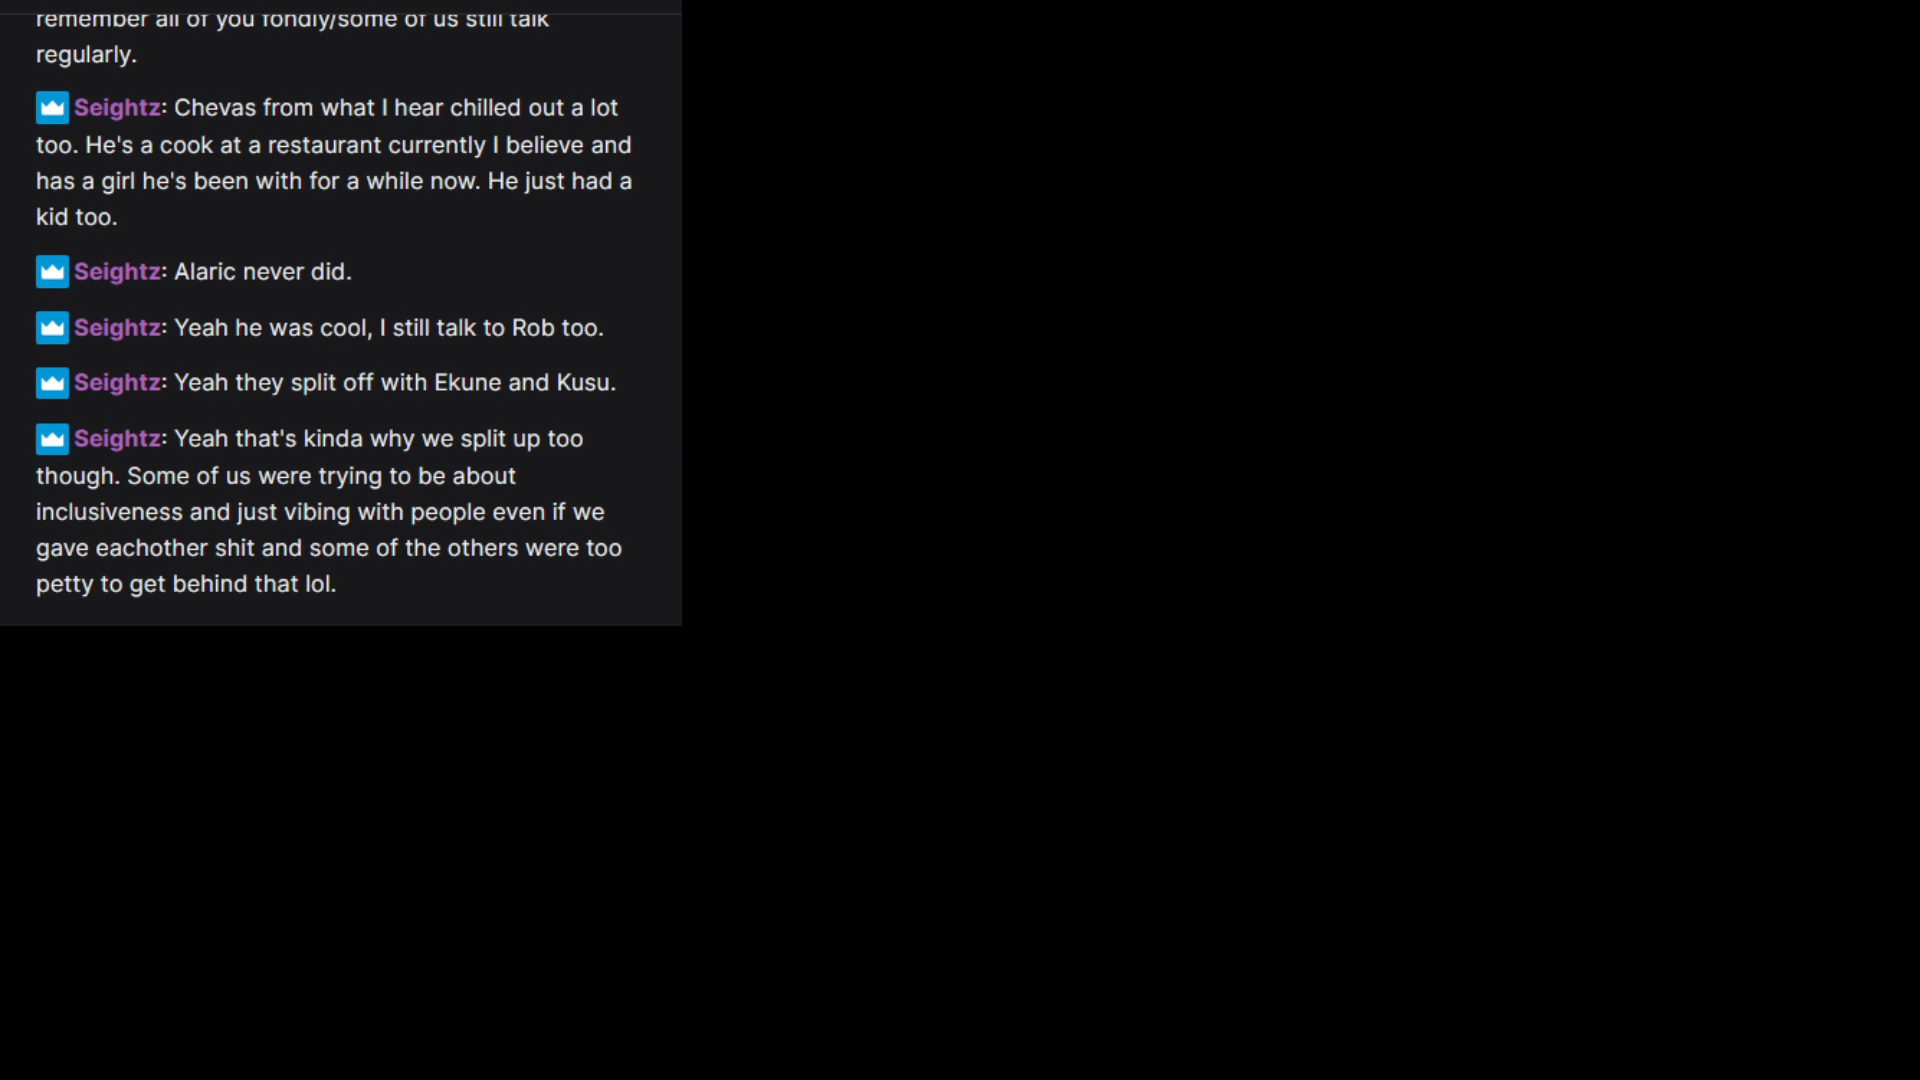 remember all of you fondly/some of us still talk
regularly.
Seightz: Chevas from what I hear chilled out a lot
too. He's a cook at a restaurant currently I believe and
has a girl he's been with for a while now. He just had a
kid too.
Seightz: Alaric never did.
Seightz: Yeah he was cool, I still talk to Rob too.
Seightz: Yeah they split off with Ekune and Kusu.
Seightz: Yeah that's kinda why we split up too
though. Some of us were trying to be about
inclusiveness and just vibing with people even if we
gave eachother shit and some of the others were too
petty to get behind that lol.